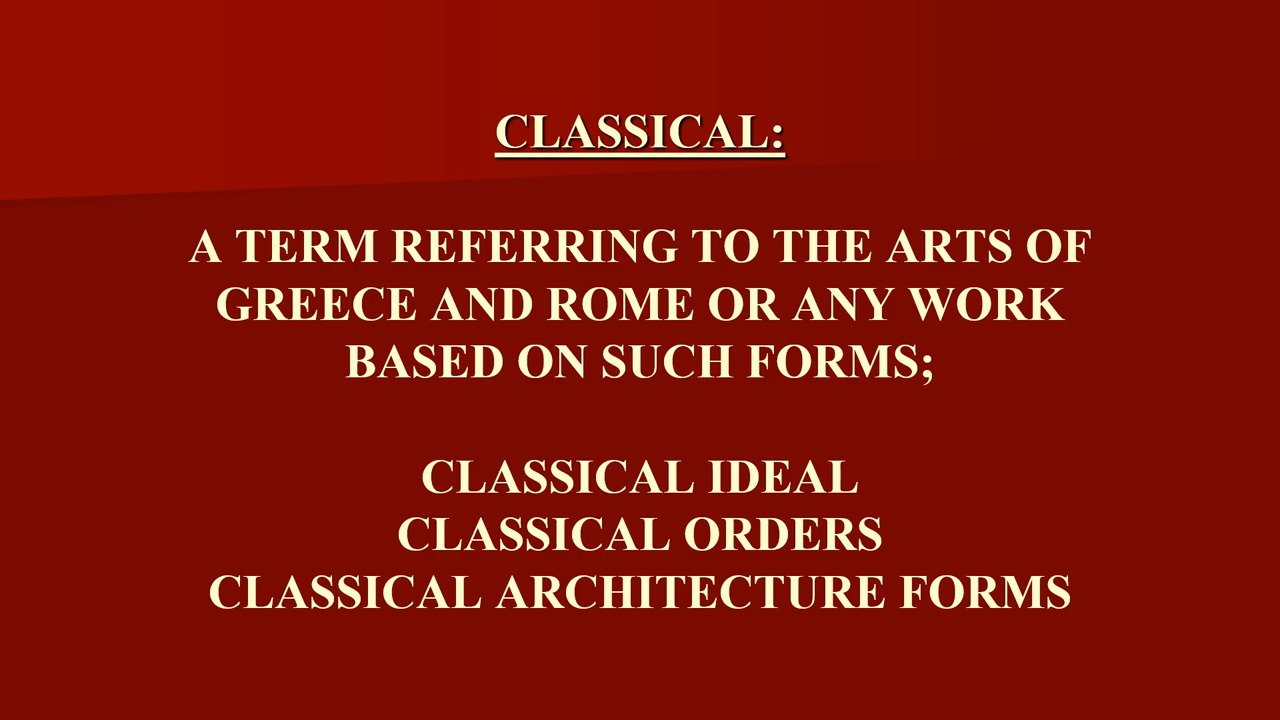 CLASSICAL:
A TERM REFERRING TO THE ARTS OF
GREECE AND ROME OR ANY WORK
BASED ON SUCH FORMS;
CLASSICAL IDEAL
CLASSICAL ORDERS
CLASSICAL ARCHITECTURE FORMS